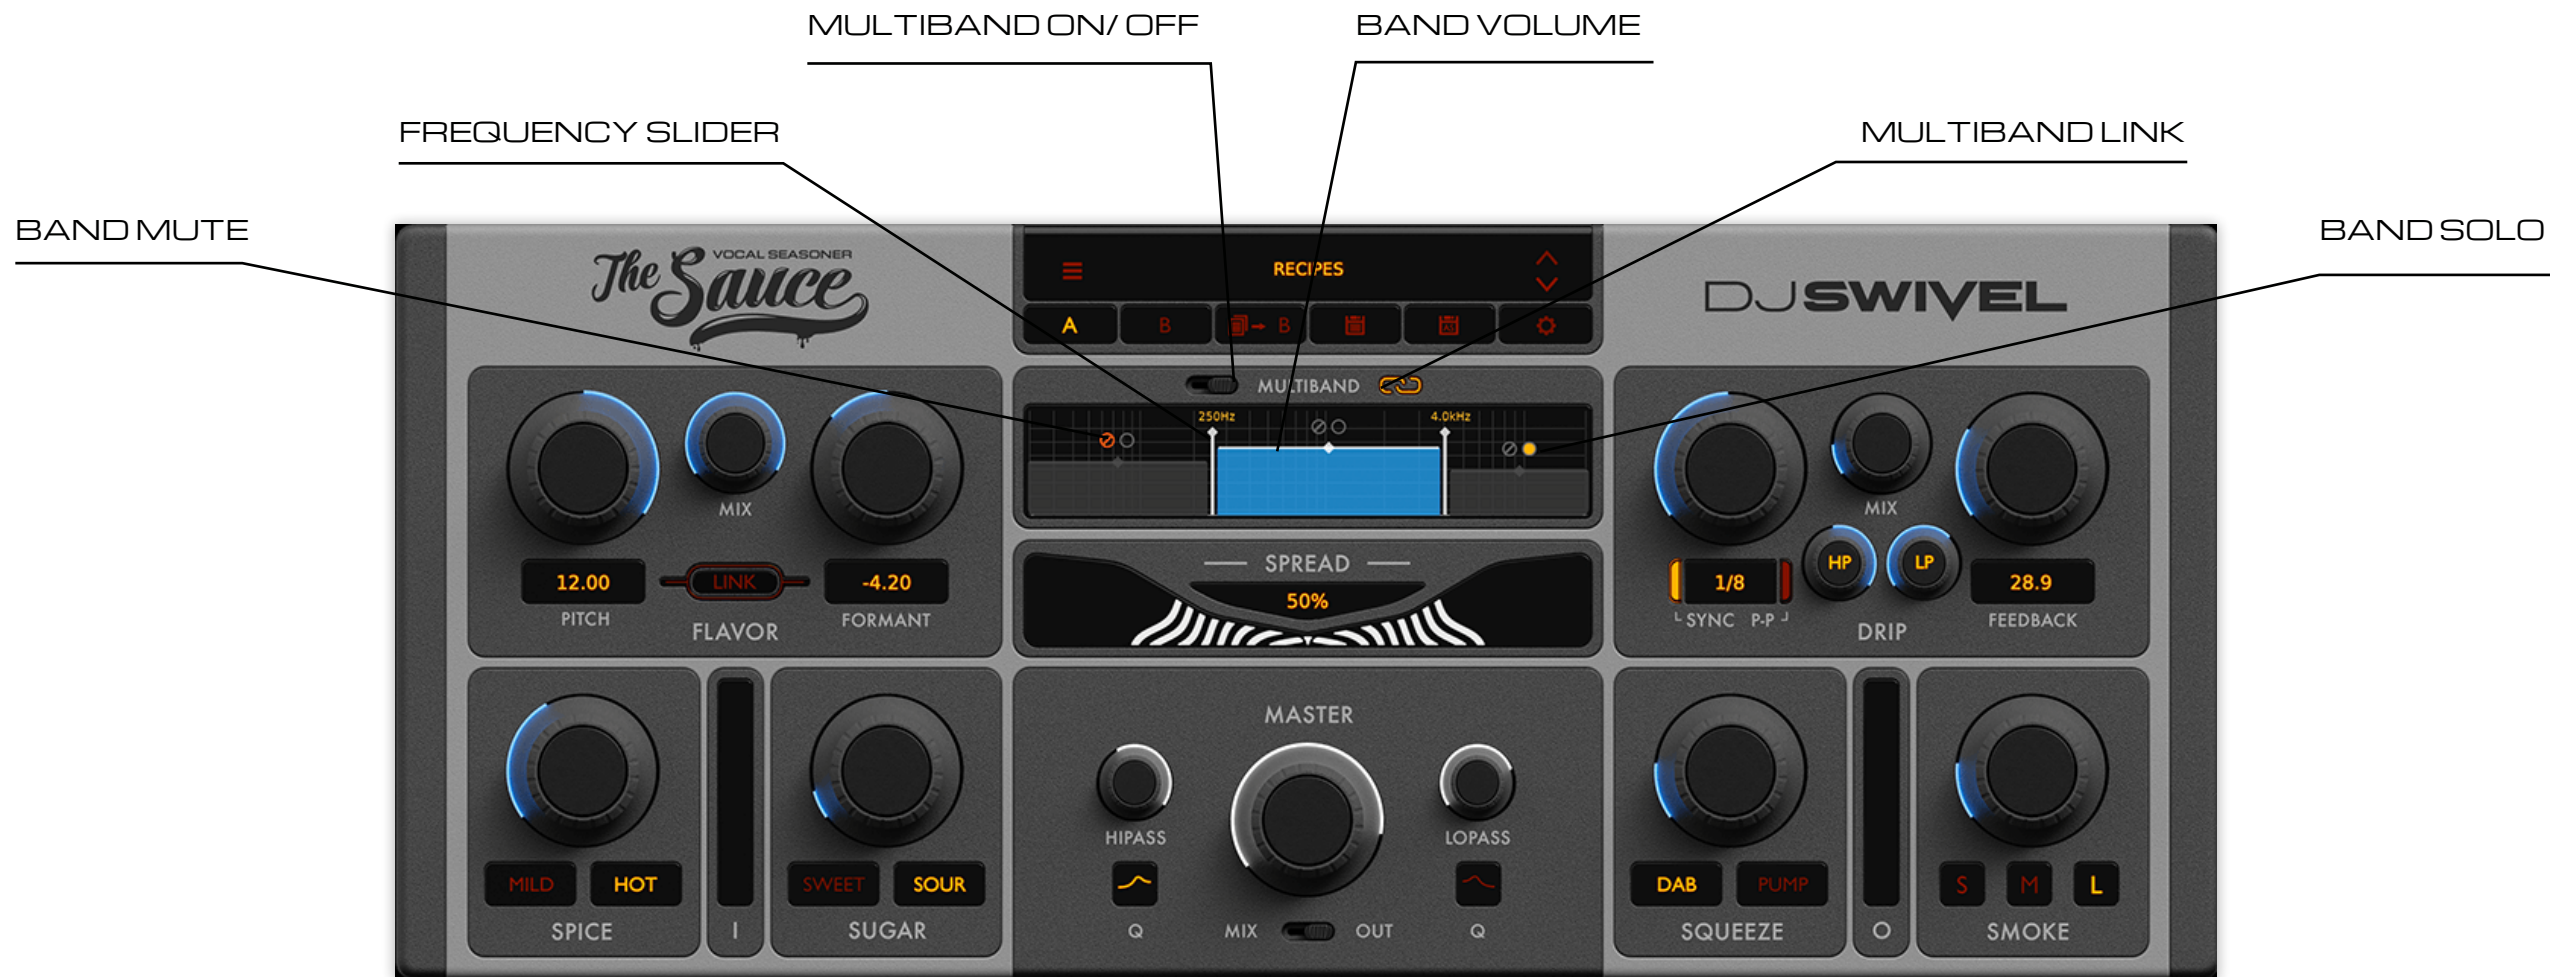 MULTIBAND ON/ OFF
BAND VOLUME
FREQUENCY SLIDER
MULTIBAND LINK
BAND MUTE
BAND SOLO
VOCAL SEASONER
The Sauce
RECIPES
DJSWIVEL
A
B
B
AS
MULTIBAND
250Hz
4.0kHz
MIX
MIX
SPREAD
50%
HP
LP
12.00
LINK
-4.20
1/8
28.9
PITCH
FLAVOR
FORMANT
SYNC P-P
DRIP
FEEDBACK
MASTER
HIPASS
LOPASS
MILD
HOT
SWEET
SOUR
DAB
PUMP
S
M
L
SPICE
I
SUGAR
Q
MIX
OUT
Q
SQUEEZE
O
SMOKE